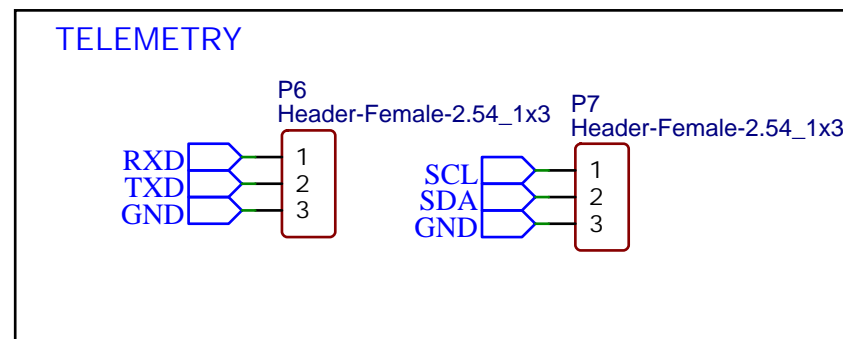 TELEMETRY
P6
Header-Female-2.54_1x3
RXD 1
TXD 2
GND 3
P7
Header-Female-2.54_1x3
SCL 1
SDA 2
GND 3